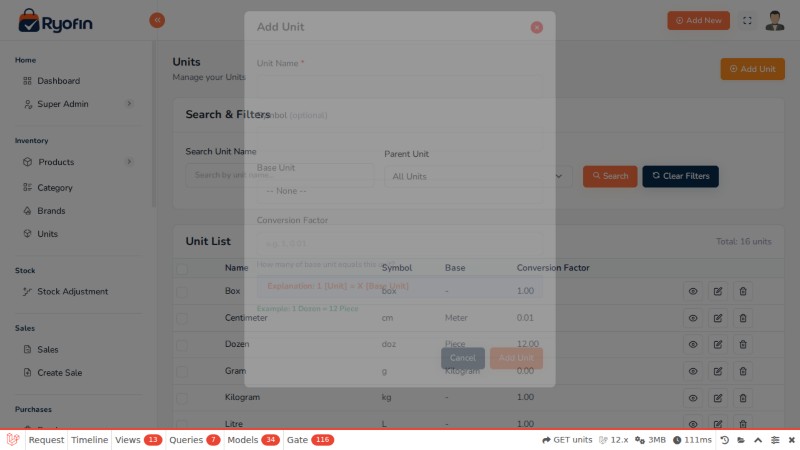 Ryofin
Add New
Home
Dashboard
Super Admin
Inventory
Products
Category
Brands
Units
Stock
Stock Adjustment
Sales
Sales
Create Sale
Purchases
Units
Manage your Units
Add Unit
Search & Filters
Search Unit Name
Search by unit name...
Parent Unit
All Units
Search
Clear Filters
Unit List
Total: 16 units
Name Symbol Base Conversion Factor
Box box - 1.00
Centimeter cm Meter 0.01
Dozen doz Piece 12.00
Gram g Kilogram 0.00
Kilogram kg - 1.00
Litre L - 1.00
Add Unit
Unit Name *
Symbol (optional)
Base Unit
-- None --
Conversion Factor
How many of base unit equals this unit?
Explanation: 1 (Unit) = X (Base Unit)
Example: 1 Dozen = 12 Piece
Cancel
Add Unit
Request Timeline Views 13 Queries 7 Models 34 Gate 116 GET units 12.x 3MB 111ms